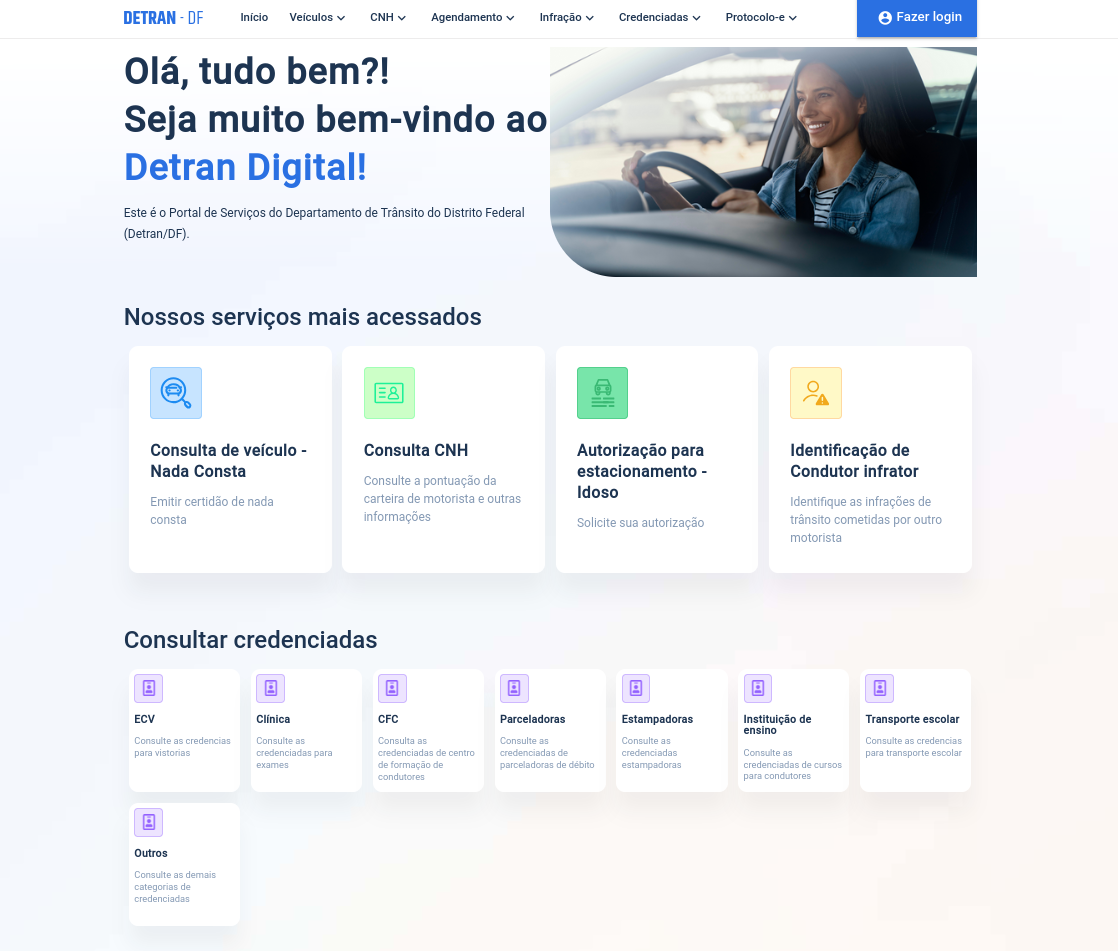 DETRAN - DF
Início
Veículos
CNH
Agendamento
Infração
Credenciadas
Protocolo-e
Fazer login
Olá, tudo bem?!
Seja muito bem-vindo ao
Detran Digital!
Este é o Portal de Serviços do Departamento de Trânsito do Distrito Federal
(Detran/DF).
Nossos serviços mais acessados
Consulta de veículo -
Nada Consta
Emitir certidão de nada
consta
Consulta CNH
Consulte a pontuação da
carteira de motorista e outras
informações
Autorização para
estacionamento -
Idoso
Solicite sua autorização
Identificação de
Condutor infrator
Identifique as infrações de
trânsito cometidas por outro
motorista
Consultar credenciadas
ECV
Consulte as credencias
para vistorias
Clínica
Consulte as
credenciadas para
exames
CFC
Consulta as
credenciadas de centro
de formação de
condutores
Parceladoras
Consulte as
credenciadas de
parceladoras de débito
Estampadoras
Consulte as
credenciadas
estampadoras
Instituição de
ensino
Consulte as
credenciadas de cursos
para condutores
Transporte escolar
Consulte as credencias
para transporte escolar
Outros
Consulte as demais
categorias de
credenciadas